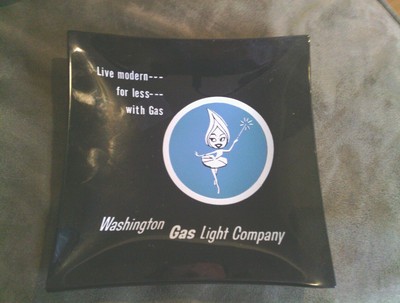 Live modern---
for less---
with Gas
Washington Gas Light Company